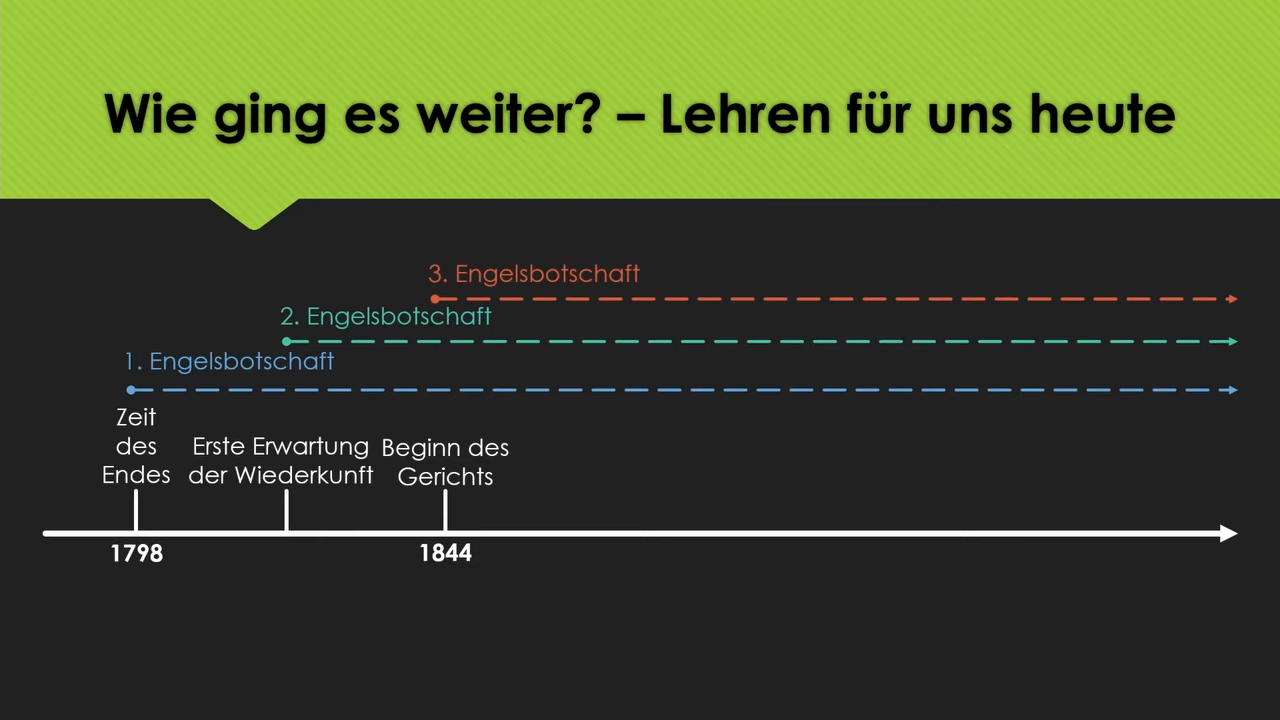 Wie ging es weiter? – Lehren für uns heute
3. Engelsbotschaft
2. Engelsbotschaft
1. Engelsbotschaft
Zeit
des
Endes
Erste Erwartung
der Wiederkunft
Beginn des
Gerichts
1798
1844